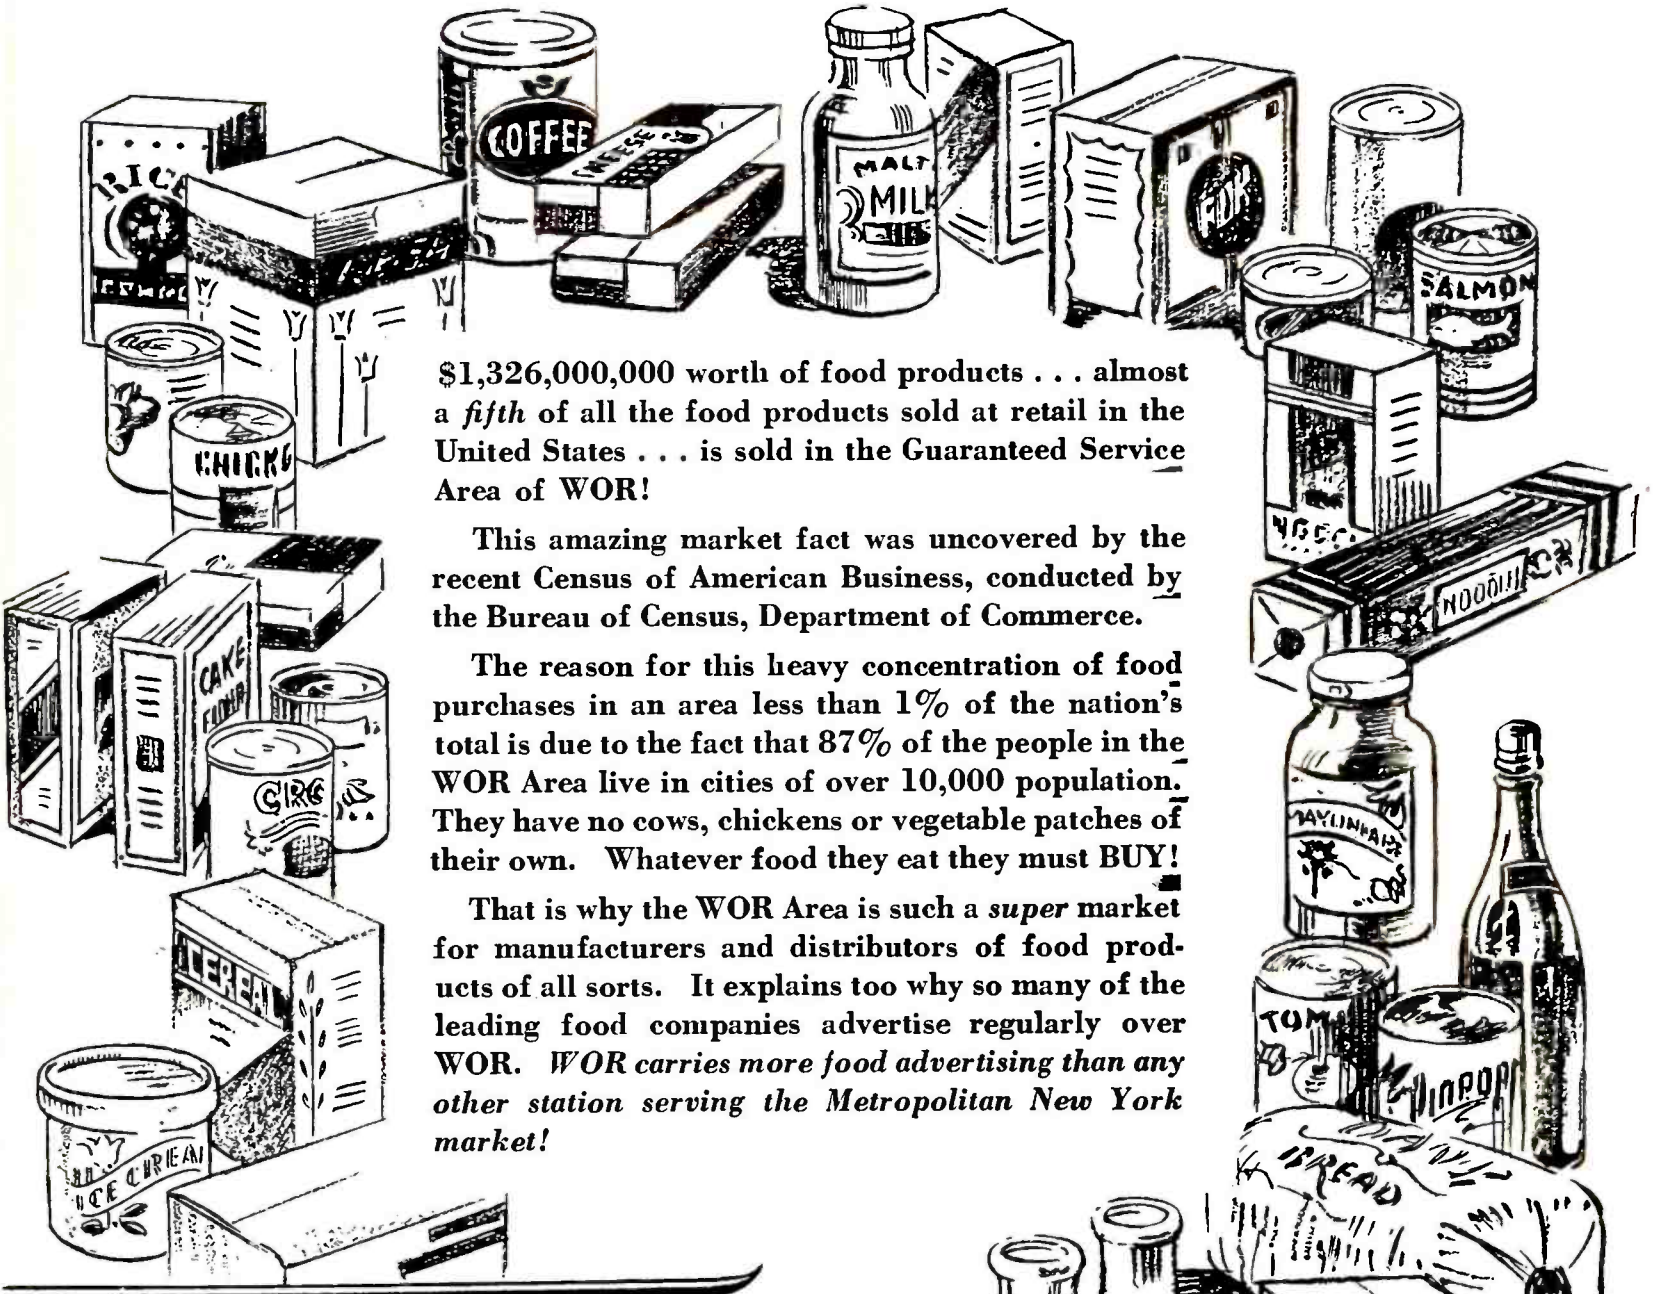 RICE
COFFEE
CHEESE
MALT
MILK
SALMON
$1,326,000,000 worth of food products . . . almost
a fifth of all the food products sold at retail in the
United States . . . is sold in the Guaranteed Service
Area of WOR!
This amazing market fact was uncovered by the
recent Census of American Business, conducted by
the Bureau of Census, Department of Commerce.
The reason for this heavy concentration of food
purchases in an area less than 1% of the nation's
total is due to the fact that 87% of the people in the
WOR Area live in cities of over 10,000 population.
They have no cows, chickens or vegetable patches of
their own. Whatever food they eat they must BUY!
That is why the WOR Area is such a super market
for manufacturers and distributors of food prod-
ucts of all sorts. It explains too why so many of the
leading food companies advertise regularly over
WOR. WOR carries more food advertising than any
other station serving the Metropolitan New York
market!
CAKE
FLOUR
CEREAL
TOM
ICE CREAM
BREAD